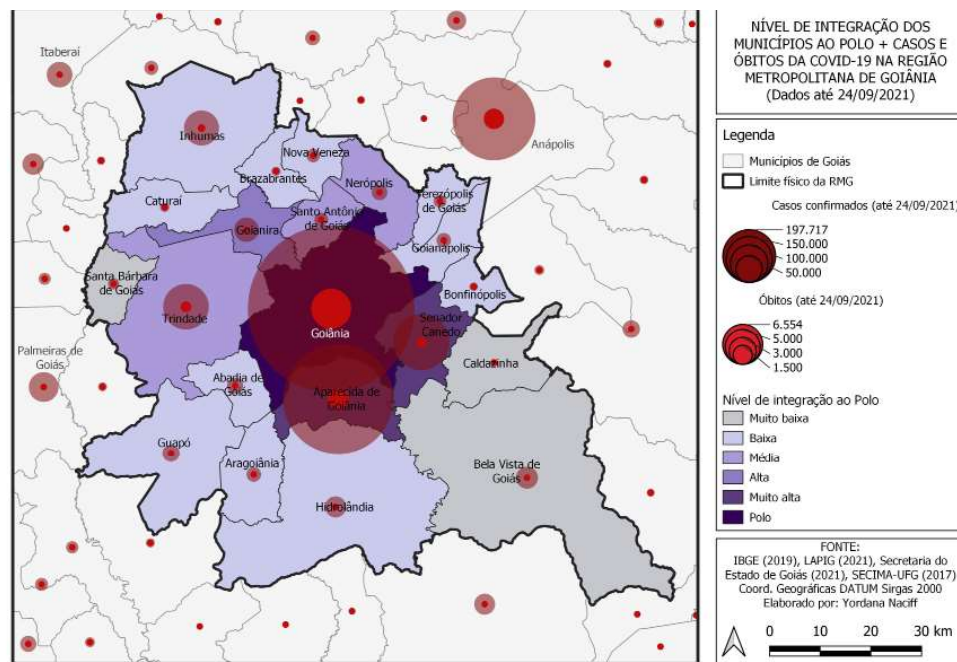 Itaberaí
Inhumas
Nova Veneza
Brazabrantes
Anápolis
Nerópolis
Caturaí
Terezópolis
de Goiás
Santo Antônio
de Goiás
Goianira
Goianápolis
Santa Bárbara
de Goiás
Bonfinópolis
Trindade
Goiânia
Senador
Canedo
Palmeiras de
Goiás
Caldazinha
Abadia de
Goiás
Aparecida de
Goiânia
Guapó
Aragoiânia
Bela Vista de
Goiás
Hidrolândia
NÍVEL DE INTEGRAÇÃO DOS
MUNICÍPIOS AO POLO + CASOS E
ÓBITOS DA COVID-19 NA REGIÃO
METROPOLITANA DE GOIÂNIA
(Dados até 24/09/2021)
Legenda
Municípios de Goiás
Limite físico da RMG
Casos confirmados (até 24/09/2021)
197.717
150.000
100.000
50.000
Óbitos (até 24/09/2021)
6.554
5.000
3.000
1.500
Nível de integração ao Polo
Muito baixa
Baixa
Média
Alta
Muito alta
Polo
FONTE:
IBGE (2019), LAPIG (2021), Secretaria do
Estado de Goiás (2021), SECIMA-UFG (2017)
Coord. Geográficas DATUM Sirgas 2000
Elaborado por: Yordana Naciff
0 10 20 30 km